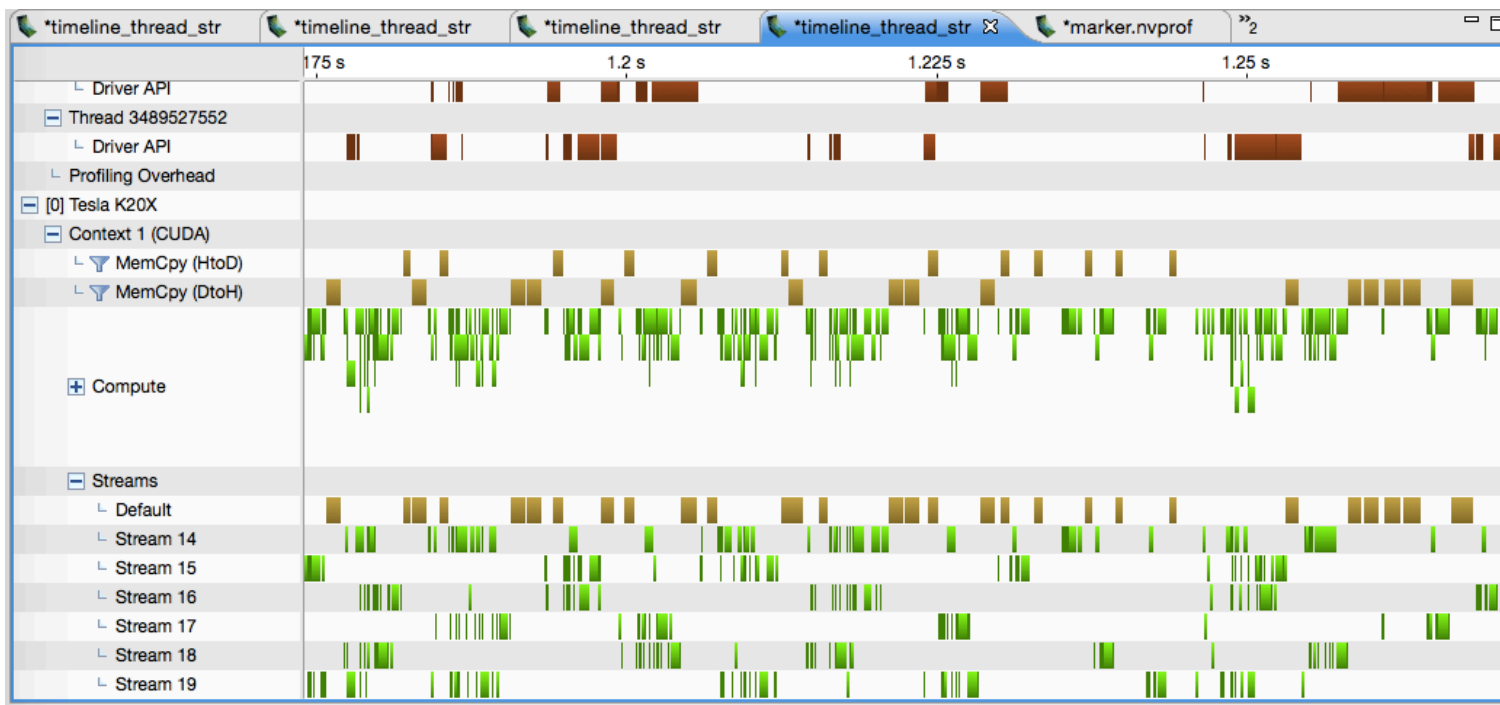 *timeline_thread_str *timeline_thread_str *timeline_thread_str *timeline_thread_str *marker.nvprof »2
175 s 1.2 s 1.225 s 1.25 s
Driver API
Thread 3489527552
Driver API
Profiling Overhead
[0] Tesla K20X
Context 1 (CUDA)
MemCpy (HtoD)
MemCpy (DtoH)
Compute
Streams
Default
Stream 14
Stream 15
Stream 16
Stream 17
Stream 18
Stream 19